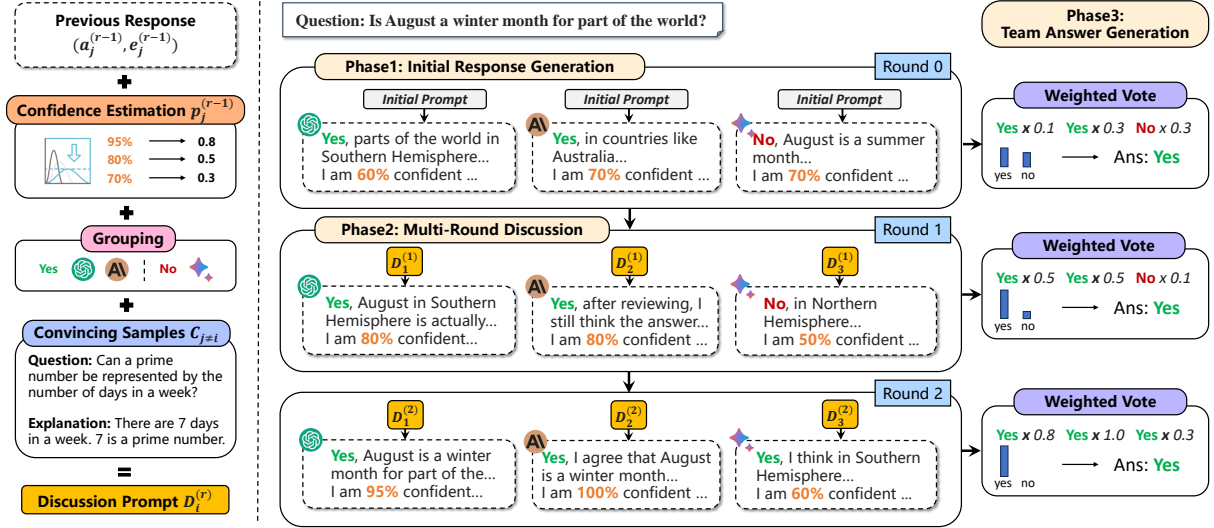 Previous Response
(a_j^(r-1), e_j^(r-1))
Confidence Estimation p_j^(r-1)
95% 0.8
80% 0.5
70% 0.3
Grouping
Yes No
Convincing Samples C_j≠i
Question: Can a prime
number be represented by the
number of days in a week?
Explanation: There are 7 days
in a week. 7 is a prime number.
=
Discussion Prompt D_i^(r)
Question: Is August a winter month for part of the world?
Phase1: Initial Response Generation
Round 0
Initial Prompt
Yes, parts of the world in
Southern Hemisphere...
I am 60% confident ...
Initial Prompt
Yes, in countries like
Australia...
I am 70% confident ...
Initial Prompt
No, August is a summer
month...
I am 70% confident ...
Phase2: Multi-Round Discussion
Round 1
D_1^(1)
Yes, August in Southern
Hemisphere is actually...
I am 80% confident...
D_2^(1)
Yes, after reviewing, I
still think the answer...
I am 80% confident...
D_3^(1)
No, in Northern
Hemisphere...
I am 50% confident ...
Round 2
D_1^(2)
Yes, August is a winter
month for part of the...
I am 95% confident...
D_2^(2)
Yes, I agree that August
is a winter month...
I am 100% confident...
D_3^(2)
Yes, I think in Southern
Hemisphere...
I am 60% confident ...
Phase3:
Team Answer Generation
Weighted Vote
Yes x 0.1 Yes x 0.3 No x 0.3
Ans: Yes
yes no
Weighted Vote
Yes x 0.5 Yes x 0.5 No x 0.1
Ans: Yes
yes no
Weighted Vote
Yes x 0.8 Yes x 1.0 Yes x 0.3
Ans: Yes
yes no